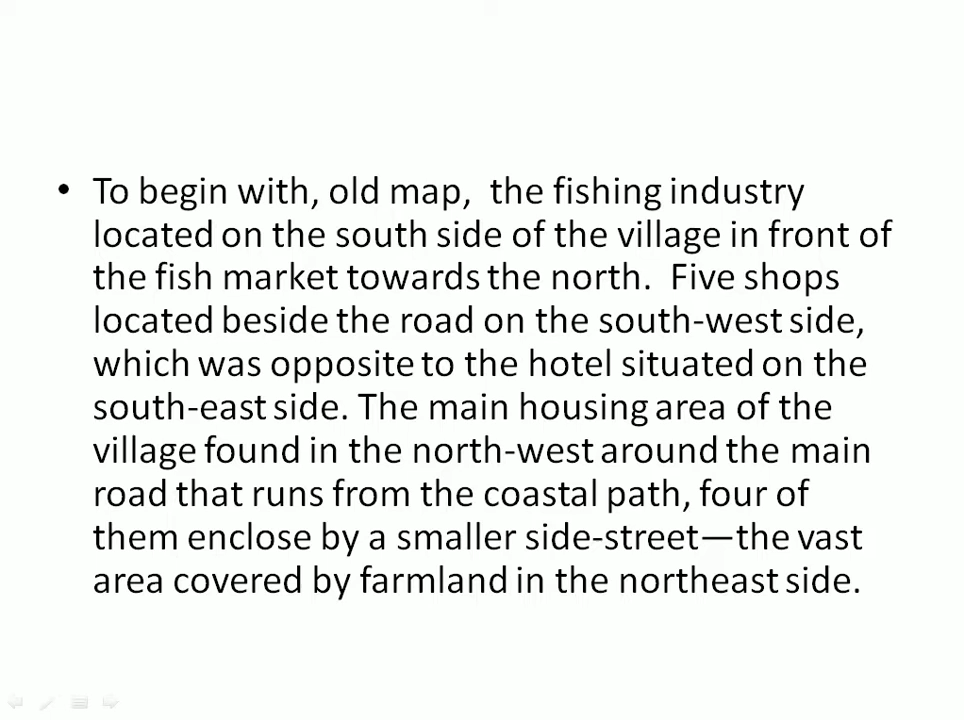 • To begin with, old map,  the fishing industry
located on the south side of the village in front of
the fish market towards the north.  Five shops
located beside the road on the south-west side,
which was opposite to the hotel situated on the
south-east side. The main housing area of the
village found in the north-west around the main
road that runs from the coastal path, four of
them enclose by a smaller side-street—the vast
area covered by farmland in the northeast side.